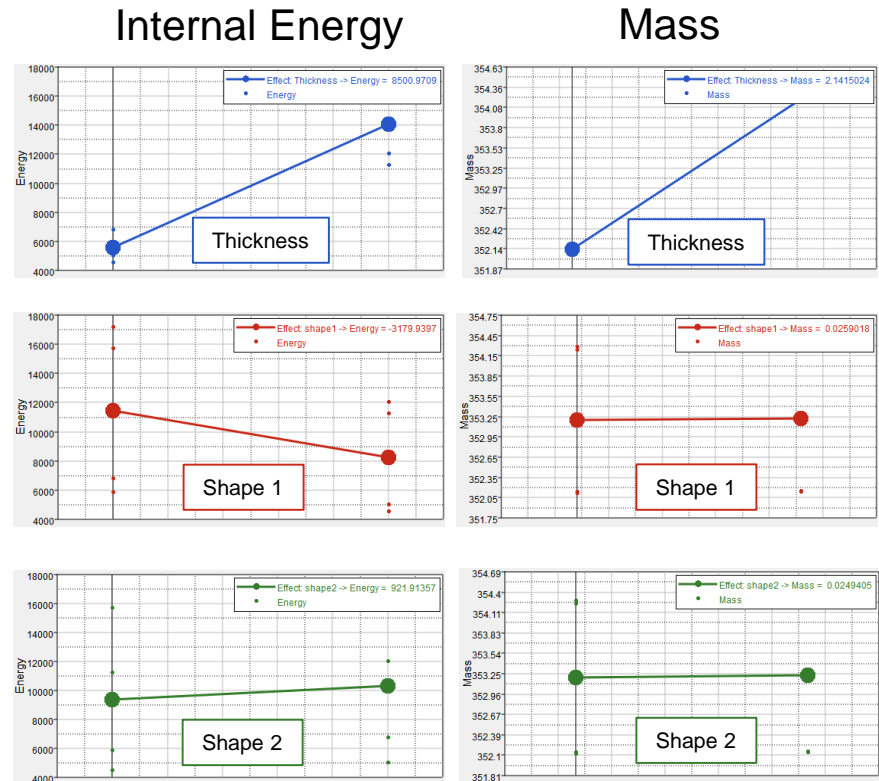 Internal Energy
Mass
18000
16000
14000
12000
10000
8000
6000
4000
Energy
Effect: Thickness -> Energy = 8500.9709
Energy
Thickness
354.63
354.36
354.08
353.8
353.53
353.25
352.97
352.7
352.42
352.14
351.87
Mass
Effect: Thickness -> Mass = 2.1415024
Mass
Thickness
18000
16000
14000
12000
10000
8000
6000
4000
Energy
Effect: shape1 -> Energy = -3179.9397
Energy
Shape 1
354.75
354.45
354.15
353.85
353.55
353.25
352.95
352.65
352.35
352.05
351.75
Mass
Effect: shape1 -> Mass = 0.0259018
Mass
Shape 1
18000
16000
14000
12000
10000
8000
6000
4000
Energy
Effect: shape2 -> Energy = 921.91357
Energy
Shape 2
354.69
354.4
354.11
353.83
353.54
353.25
352.96
352.67
352.39
352.1
351.81
Mass
Effect: shape2 -> Mass = 0.0249405
Mass
Shape 2